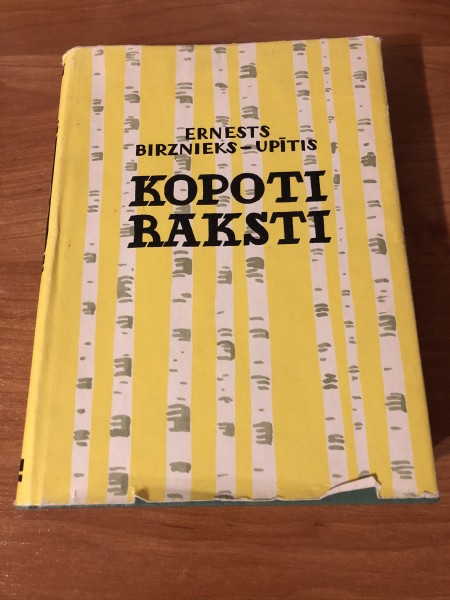 ERNESTS
BIRZNIEKS-UPĪTIS
KOPOTI
RAKSTI